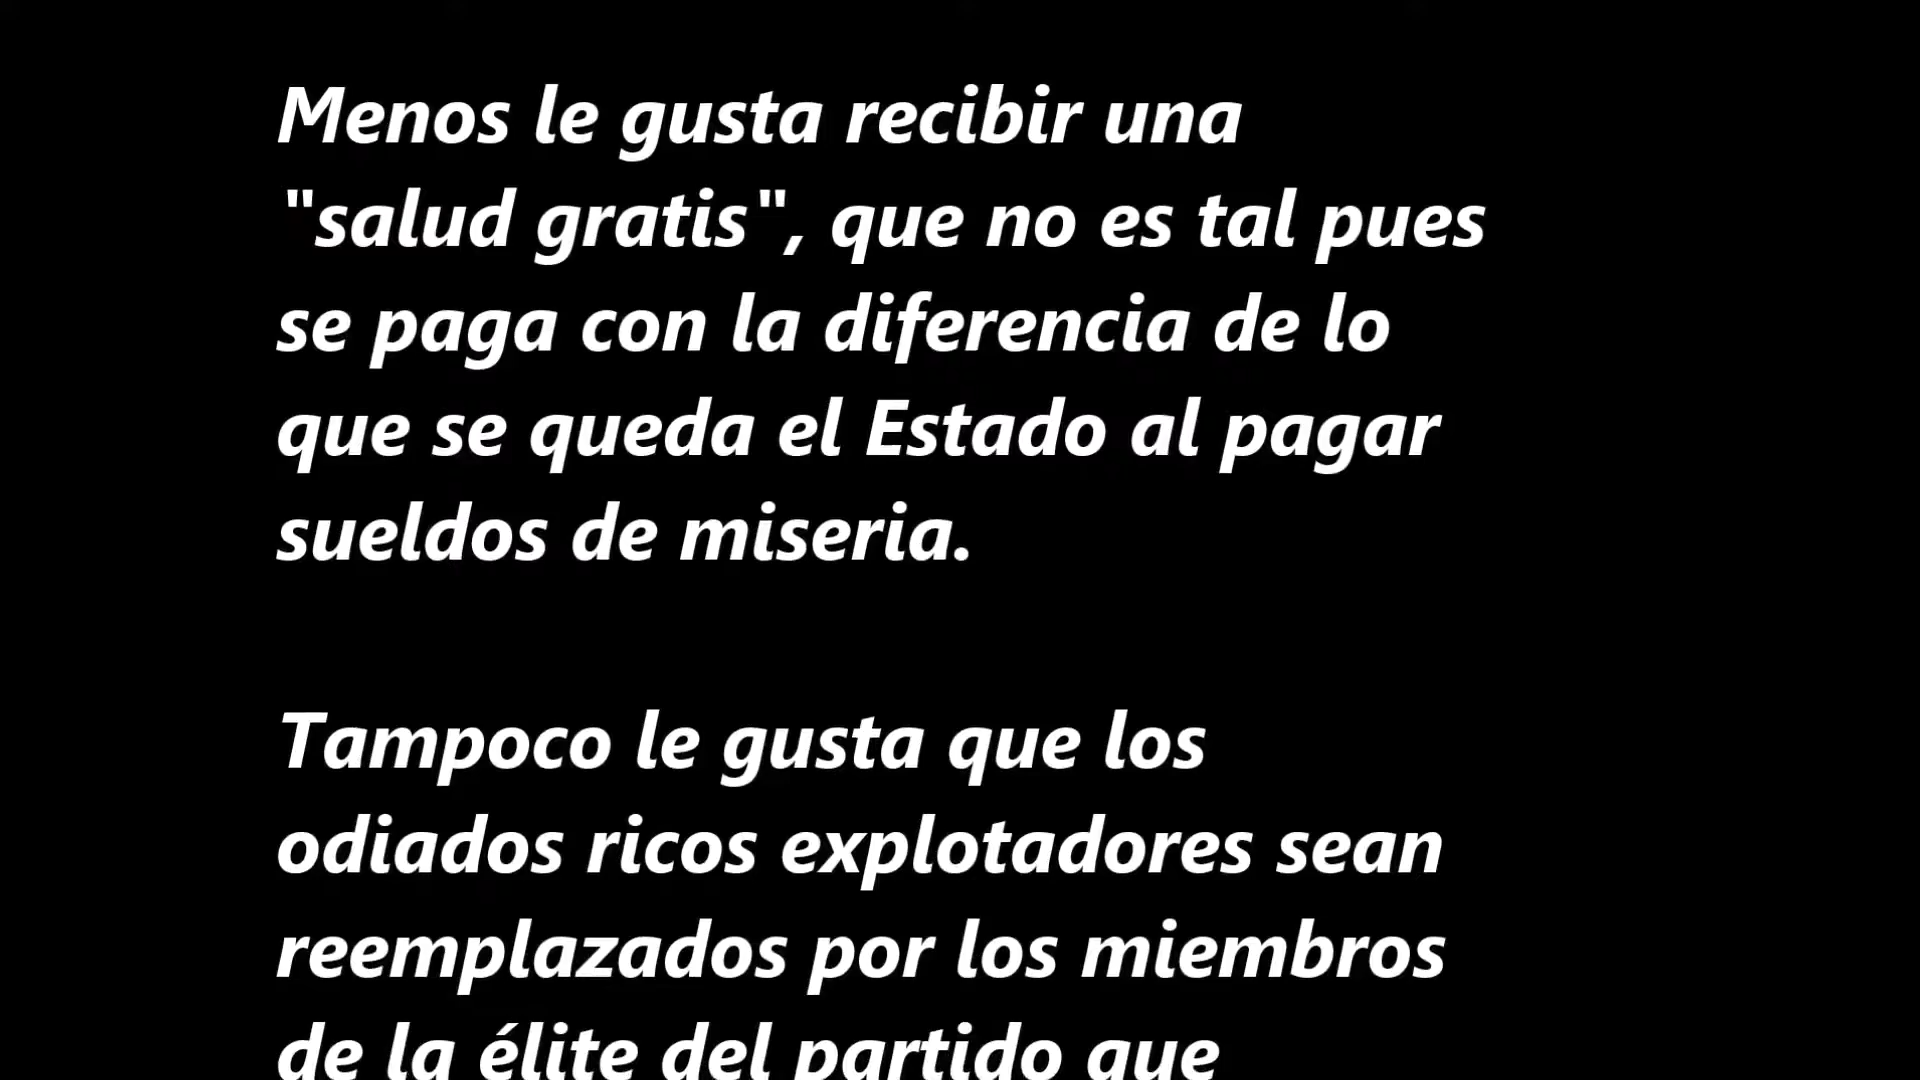 Menos le gusta recibir una
"salud gratis", que no es tal pues
se paga con la diferencia de lo
que se queda el Estado al pagar
sueldos de miseria.
Tampoco le gusta que los
odiados ricos explotadores sean
reemplazados por los miembros
de la élite del partido que